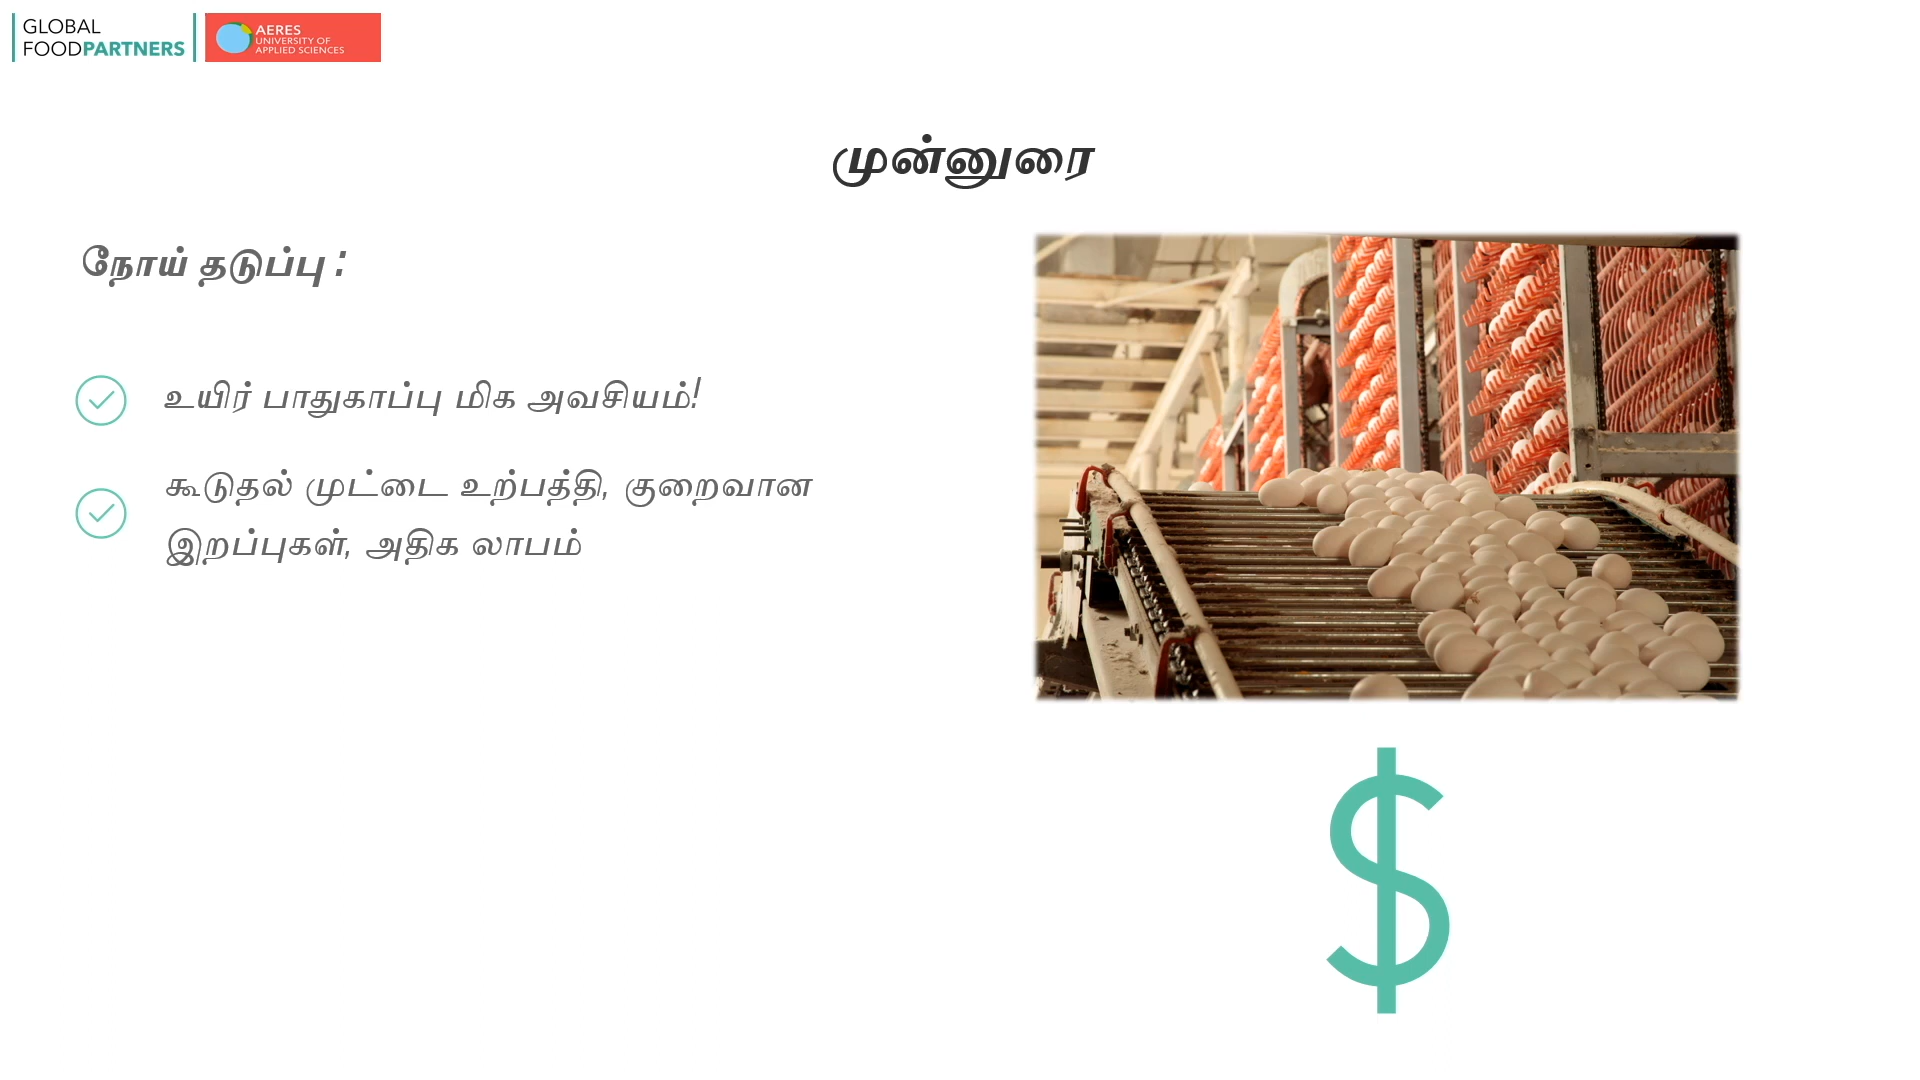 GLOBAL
FOODPARTNERS
AERES
UNIVERSITY OF
APPLIED SCIENCES
முன்னுரை
நோய் தடுப்பு :
உயிர் பாதுகாப்பு மிக அவசியம்!
கூடுதல் முட்டை உற்பத்தி, குறைவான
இறப்புகள், அதிக லாபம்
$